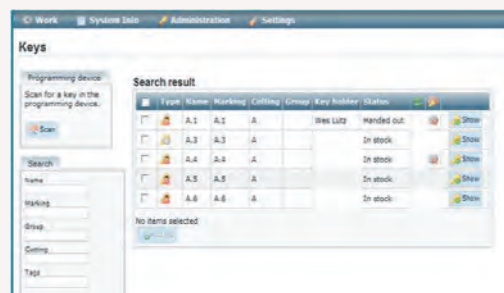 Work System Info Administration Settings
Keys
Programming device
Scan for a key in the
programming device.
Scan
Search
Name
Marking
Group
Cutting
Tags
Search result
Type Name Marking Cutting Group Key holder Status
A.1 A.1 A Wes Lutz Handed out Show
A.3 A.3 A In stock Show
A.4 A.4 A In stock Show
A.5 A.5 A In stock Show
A.6 A.6 A In stock Show
No items selected